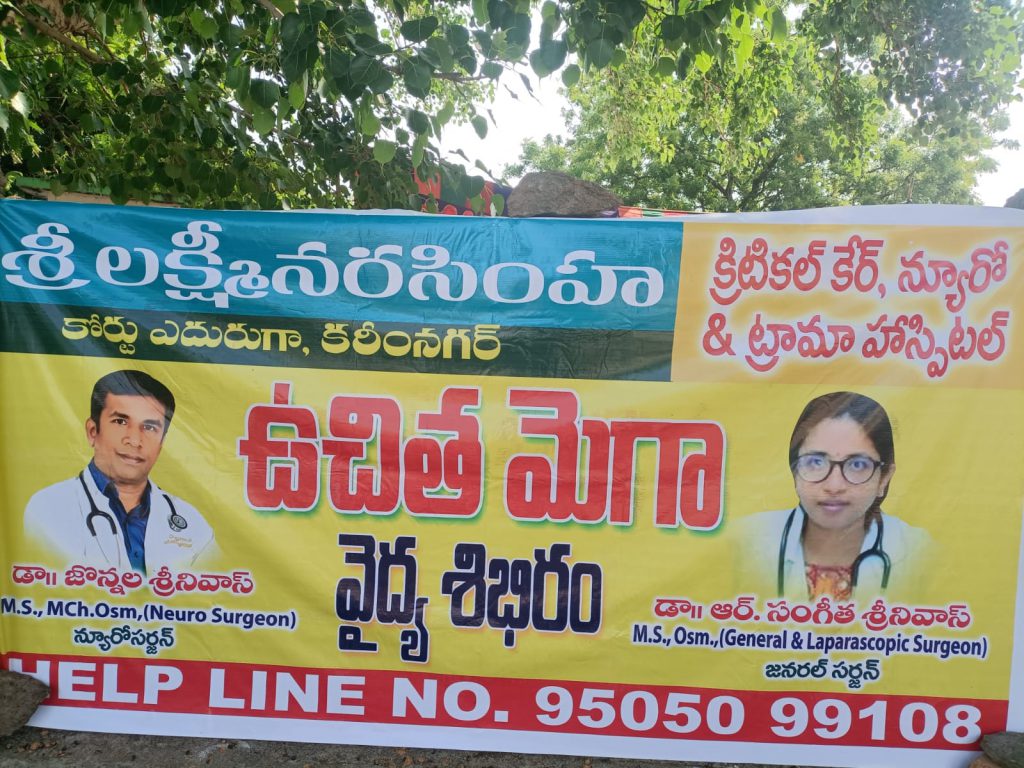 శ్రీ లక్ష్మీనరసింహ
కోర్టు ఎదురుగా, కరీంనగర్
క్రిటికల్ కేర్, న్యూరో
& ట్రామా హాస్పిటల్
ఉచిత మెగా
వైద్య శిబిరం
డా॥ జొన్నల శ్రీనివాస్
M.S., MCh.Osm,(Neuro Surgeon)
న్యూరోసర్జన్
డా॥ ఆర్. సంగీత శ్రీనివాస్
M.S., Osm.,(General & Laparascopic Surgeon)
జనరల్ సర్జన్
HELP LINE NO. 95050 99108